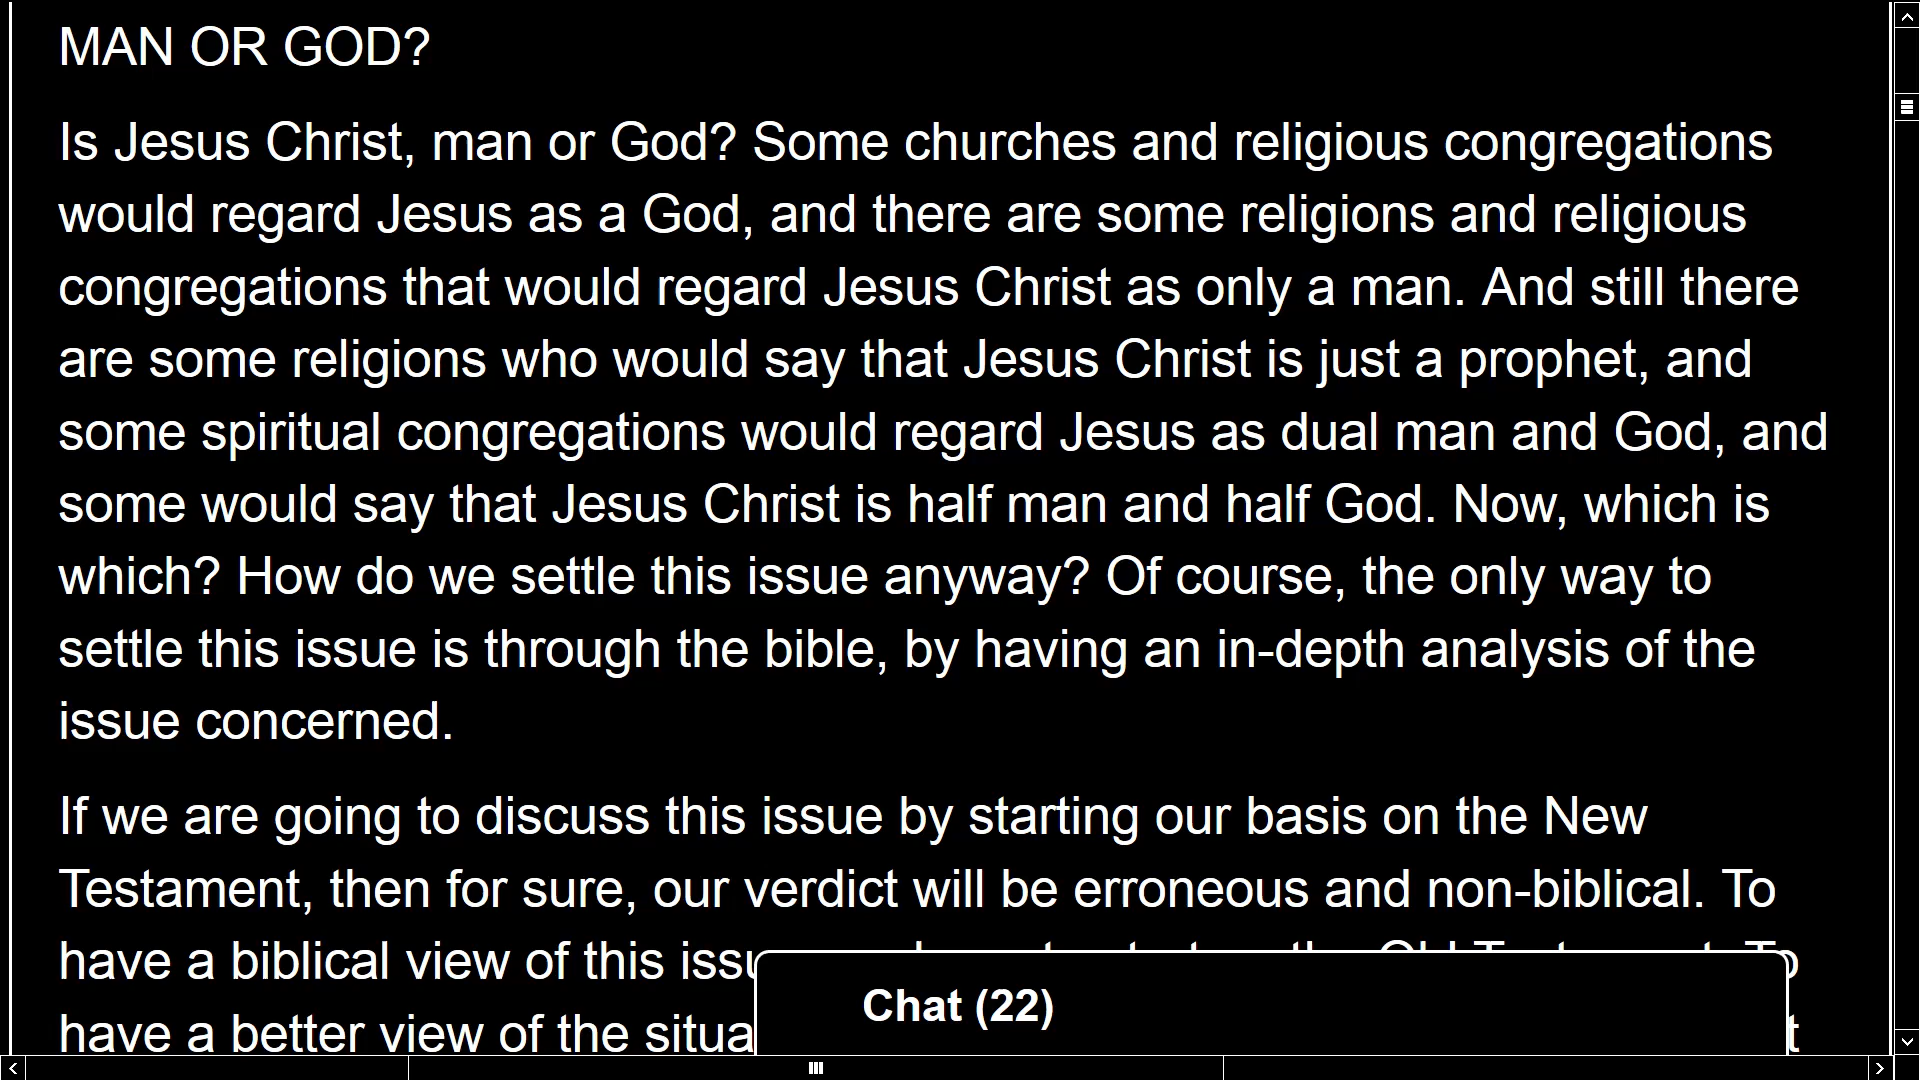 MAN OR GOD?
Is Jesus Christ, man or God? Some churches and religious congregations
would regard Jesus as a God, and there are some religions and religious
congregations that would regard Jesus Christ as only a man. And still there
are some religions who would say that Jesus Christ is just a prophet, and
some spiritual congregations would regard Jesus as dual man and God, and
some would say that Jesus Christ is half man and half God. Now, which is
which? How do we settle this issue anyway? Of course, the only way to
settle this issue is through the bible, by having an in-depth analysis of the
issue concerned.
If we are going to discuss this issue by starting our basis on the New
Testament, then for sure, our verdict will be erroneous and non-biblical. To
have a biblical view of this
have a better view of the
Chat (22)